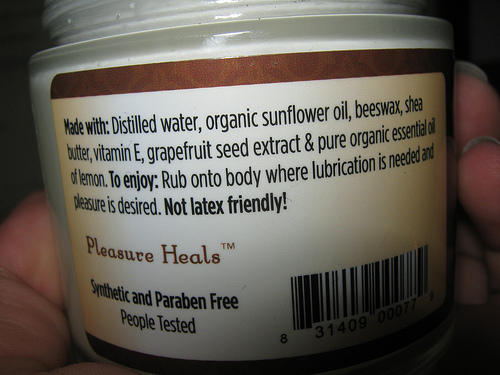 Made with: Distilled water, organic sunflower oil, beeswax, shea
butter, vitamin E, grapefruit seed extract & pure organic essential oil
of lemon. To enjoy: Rub onto body where lubrication is needed and
pleasure is desired. Not latex friendly!
Pleasure Heals™
Synthetic and Paraben Free
People Tested
8 31409 00077 9